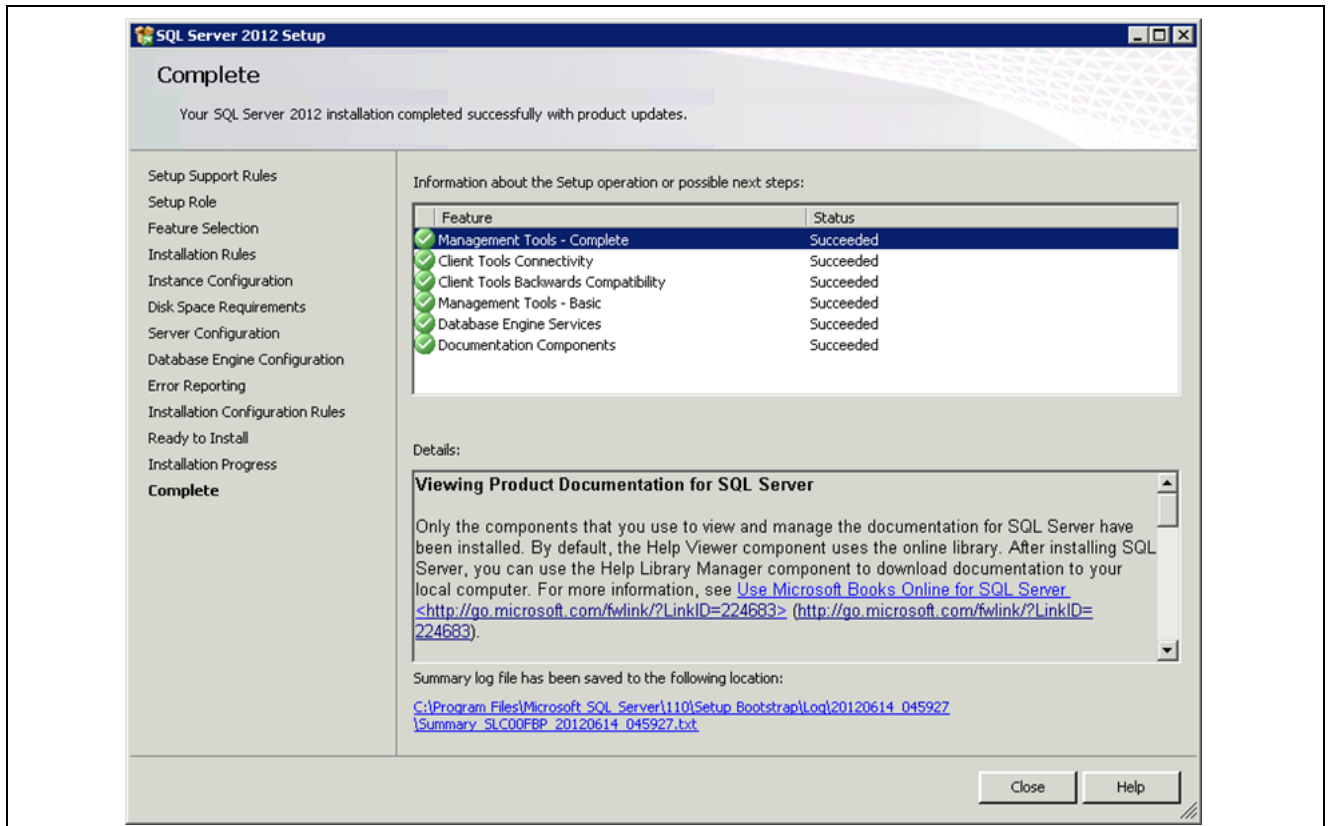 SQL Server 2012 Setup
Complete
Your SQL Server 2012 installation completed successfully with product updates.
Setup Support Rules
Setup Role
Feature Selection
Installation Rules
Instance Configuration
Disk Space Requirements
Server Configuration
Database Engine Configuration
Error Reporting
Installation Configuration Rules
Ready to Install
Installation Progress
Complete
Information about the Setup operation or possible next steps:
Feature Status
Management Tools - Complete Succeeded
Client Tools Connectivity Succeeded
Client Tools Backwards Compatibility Succeeded
Management Tools - Basic Succeeded
Database Engine Services Succeeded
Documentation Components Succeeded
Details:
Viewing Product Documentation for SQL Server
Only the components that you use to view and manage the documentation for SQL Server have
been installed. By default, the Help Viewer component uses the online library. After installing SQL
Server, you can use the Help Library Manager component to download documentation to your
local computer. For more information, see Use Microsoft Books Online for SQL Server
<http://go.microsoft.com/fwlink/?LinkID=224683> (http://go.microsoft.com/fwlink/?LinkID=
224683).
Summary log file has been saved to the following location:
C:\Program Files\Microsoft SQL Server\110\Setup Bootstrap\Log\20120614_045927
\Summary_SLC00FBP_20120614_045927.txt
Close Help